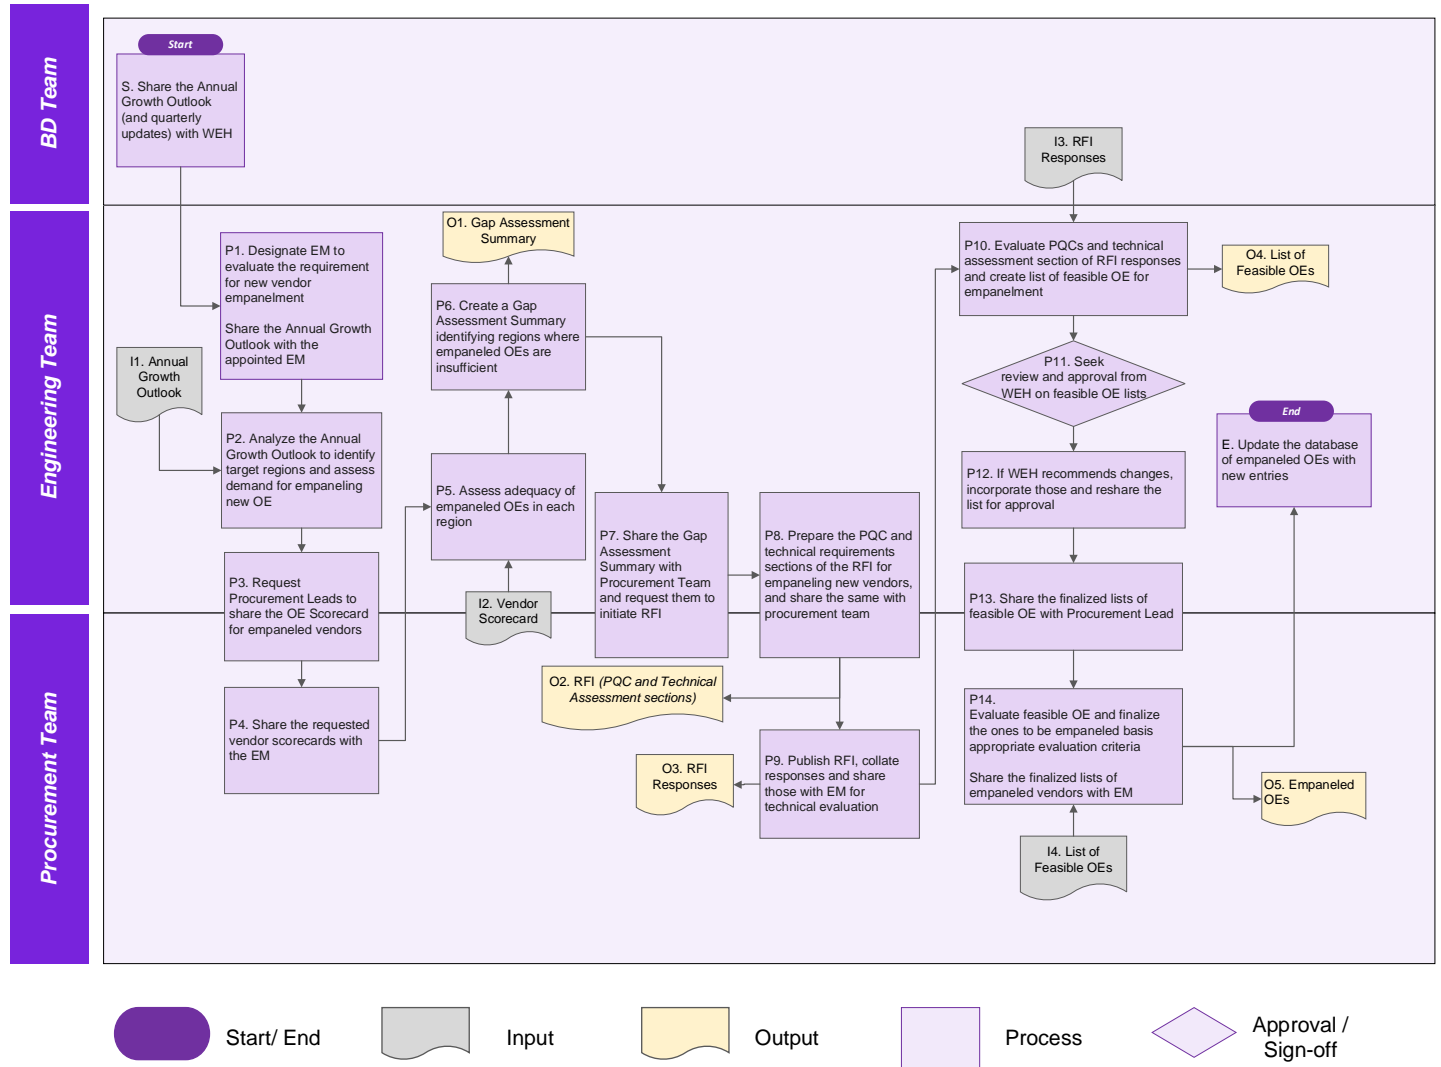 BD Team
Start
S. Share the Annual
Growth Outlook
(and quarterly
updates) with WEH
I3. RFI
Responses
Engineering Team
P1. Designate EM to
evaluate the requirement
for new vendor
empanelment
Share the Annual Growth
Outlook with the
appointed EM
I1. Annual
Growth
Outlook
P2. Analyze the Annual
Growth Outlook to identify
target regions and assess
demand for empaneling
new OE
P3. Request
Procurement Leads to
share the OE Scorecard
for empaneled vendors
O1. Gap Assessment
Summary
P6. Create a Gap
Assessment Summary
identifying regions where
empaneled OEs are
insufficient
P5. Assess adequacy of
empaneled OEs in each
region
I2. Vendor
Scorecard
P7. Share the Gap
Assessment
Summary with
Procurement Team
and request them to
initiate RFI
P8. Prepare the PQC and
technical requirements
sections of the RFI for
empaneling new vendors,
and share the same with
procurement team
P10. Evaluate PQCs and technical
assessment section of RFI responses
and create list of feasible OE for
empanelment
O4. List of
Feasible OEs
P11. Seek
review and approval from
WEH on feasible OE lists
P12. If WEH recommends changes,
incorporate those and reshare the
list for approval
P13. Share the finalized lists of
feasible OE with Procurement Lead
End
E. Update the database
of empaneled OEs with
new entries
Procurement Team
P4. Share the requested
vendor scorecards with
the EM
O2. RFI (PQC and Technical
Assessment sections)
O3. RFI
Responses
P9. Publish RFI, collate
responses and share
those with EM for
technical evaluation
P14.
Evaluate feasible OE and finalize
the ones to be empaneled basis
appropriate evaluation criteria
Share the finalized lists of
empaneled vendors with EM
O5. Empaneled
OEs
I4. List of
Feasible OEs
Start/ End
Input
Output
Process
Approval /
Sign-off